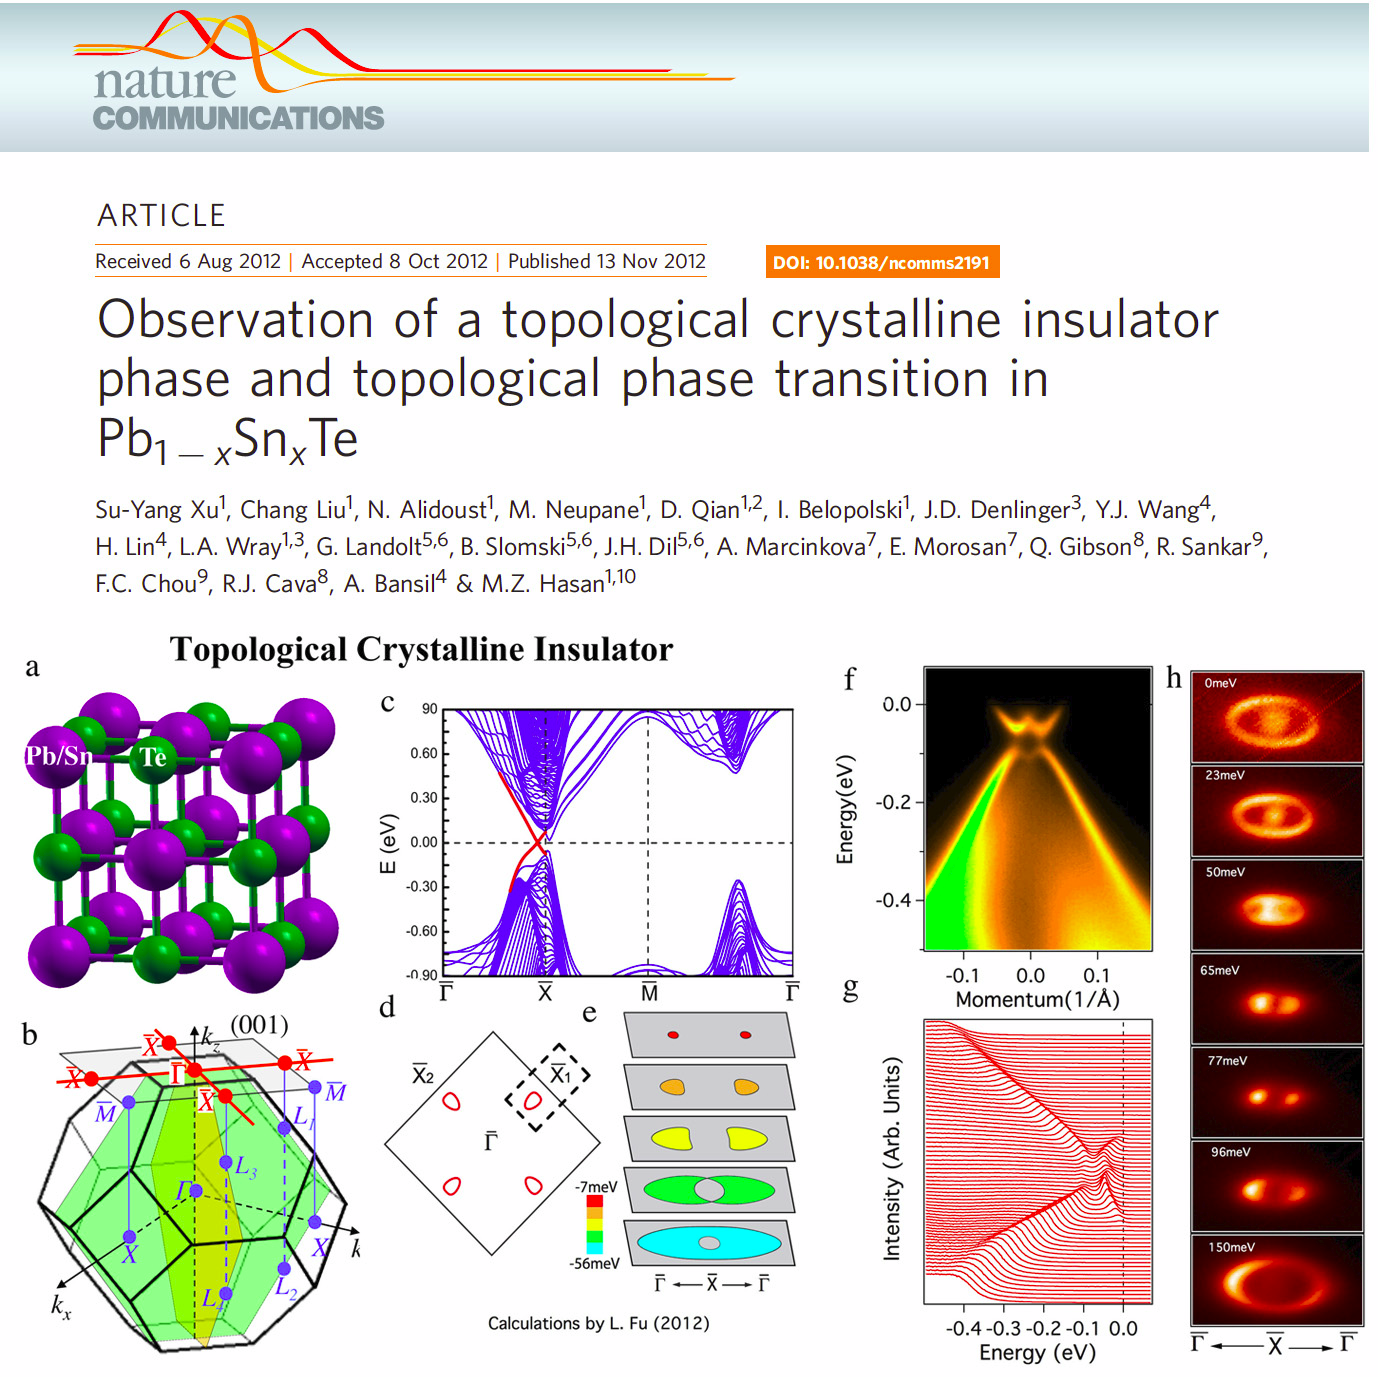 nature
COMMUNICATIONS
ARTICLE
Received 6 Aug 2012 | Accepted 8 Oct 2012 | Published 13 Nov 2012
DOI: 10.1038/ncomms2191
Observation of a topological crystalline insulator
phase and topological phase transition in
Pb₁₋ₓSnₓTe
Su-Yang Xu¹, Chang Liu¹, N. Alidoust¹, M. Neupane¹, D. Qian¹,², I. Belopolski¹, J.D. Denlinger³, Y.J. Wang⁴,
H. Lin⁴, L.A. Wray¹,³, G. Landolt⁵,⁶, B. Slomski⁵,⁶, J.H. Dil⁵,⁶, A. Marcinkova⁷, E. Morosan⁷, Q. Gibson⁸, R. Sankar⁹,
F.C. Chou⁹, R.J. Cava⁸, A. Bansil⁴ & M.Z. Hasan¹,¹⁰
Topological Crystalline Insulator
a
Pb/Sn
Te
b
(001)
k_z
X̄
X̄
X̄
Γ̄
X̄
M̄
M̄
L₁
L₃
Γ
X
X
k
L₂
L₄
kₓ
c
90
0.60
0.30
0.00
-0.30
-0.60
-0.90
E (eV)
Γ̄
X̄
M̄
Γ̄
d
X̄₂
X̄₁
Γ̄
e
-7meV
-56meV
Γ̄ ← X̄ → Γ̄
Calculations by L. Fu (2012)
f
0.0
-0.2
-0.4
Energy(eV)
-0.1
0.0
0.1
Momentum(1/Å)
g
Intensity (Arb. Units)
-0.4 -0.3 -0.2 -0.1 0.0
Energy (eV)
h
0meV
23meV
50meV
65meV
77meV
96meV
150meV
Γ̄ ← X̄ → Γ̄